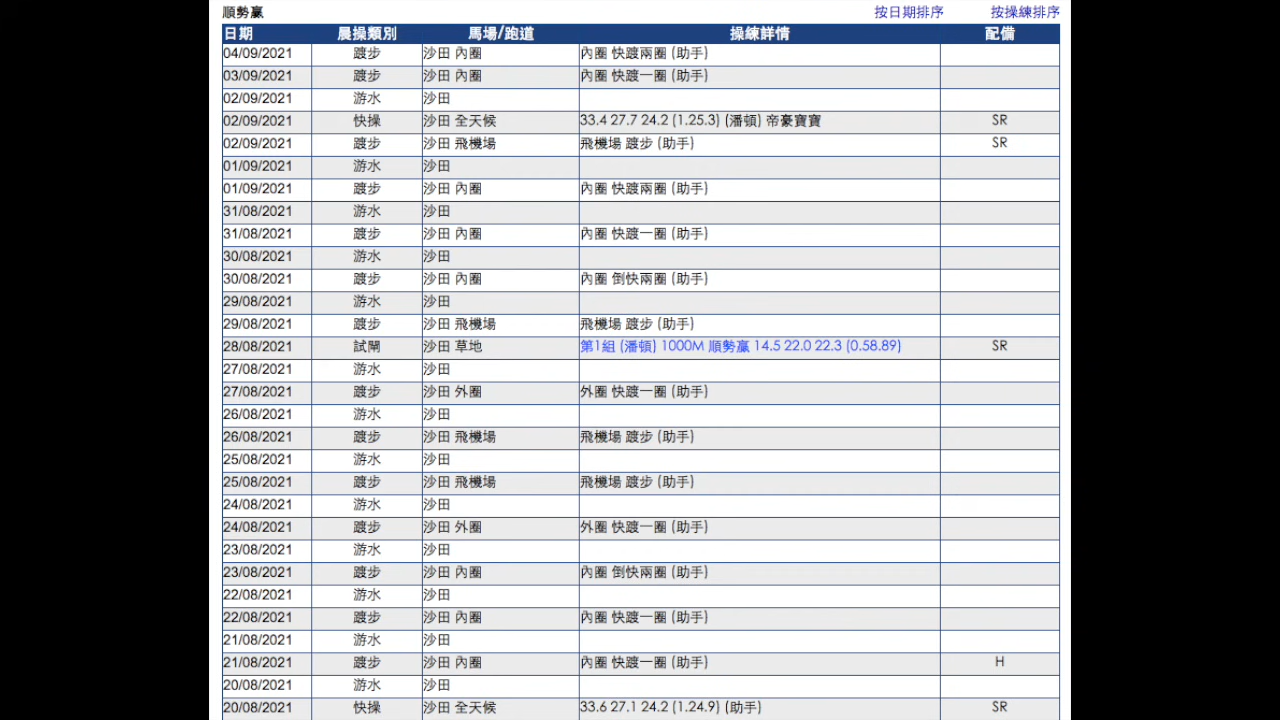 順勢贏 按日期排序 按操練排序
日期 晨操類別 馬場/跑道 操練詳情 配備
04/09/2021 踱步 沙田 內圈 內圈 快踱兩圈 (助手)
03/09/2021 踱步 沙田 內圈 內圈 快踱一圈 (助手)
02/09/2021 游水 沙田
02/09/2021 快操 沙田 全天候 33.4 27.7 24.2 (1.25.3) (潘頓) 帝豪寶寶 SR
02/09/2021 踱步 沙田 飛機場 飛機場 踱步 (助手) SR
01/09/2021 游水 沙田
01/09/2021 踱步 沙田 內圈 內圈 快踱兩圈 (助手)
31/08/2021 游水 沙田
31/08/2021 踱步 沙田 內圈 內圈 快踱一圈 (助手)
30/08/2021 游水 沙田
30/08/2021 踱步 沙田 內圈 內圈 倒快兩圈 (助手)
29/08/2021 游水 沙田
29/08/2021 踱步 沙田 飛機場 飛機場 踱步 (助手)
28/08/2021 試閘 沙田 草地 第1組 (潘頓) 1000M 順勢贏 14.5 22.0 22.3 (0.58.89) SR
27/08/2021 游水 沙田
27/08/2021 踱步 沙田 外圈 外圈 快踱一圈 (助手)
26/08/2021 游水 沙田
26/08/2021 踱步 沙田 飛機場 飛機場 踱步 (助手)
25/08/2021 游水 沙田
25/08/2021 踱步 沙田 飛機場 飛機場 踱步 (助手)
24/08/2021 游水 沙田
24/08/2021 踱步 沙田 外圈 外圈 快踱一圈 (助手)
23/08/2021 游水 沙田
23/08/2021 踱步 沙田 內圈 內圈 倒快兩圈 (助手)
22/08/2021 游水 沙田
22/08/2021 踱步 沙田 內圈 內圈 快踱一圈 (助手)
21/08/2021 游水 沙田
21/08/2021 踱步 沙田 內圈 內圈 快踱一圈 (助手) H
20/08/2021 游水 沙田
20/08/2021 快操 沙田 全天候 33.6 27.1 24.2 (1.24.9) (助手) SR